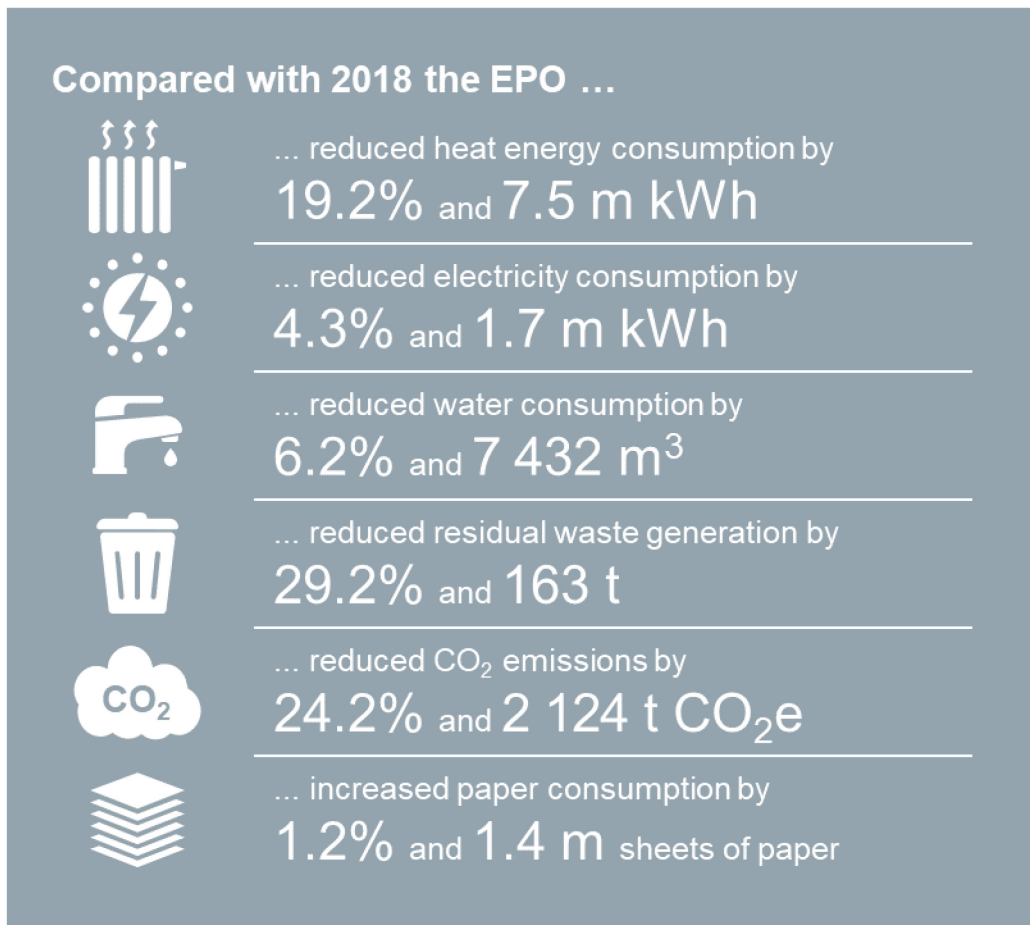 Compared with 2018 the EPO …
... reduced heat energy consumption by
19.2% and 7.5 m kWh
... reduced electricity consumption by
4.3% and 1.7 m kWh
... reduced water consumption by
6.2% and 7 432 m³
... reduced residual waste generation by
29.2% and 163 t
... reduced CO₂ emissions by
CO₂
24.2% and 2 124 t CO₂e
... increased paper consumption by
1.2% and 1.4 m sheets of paper